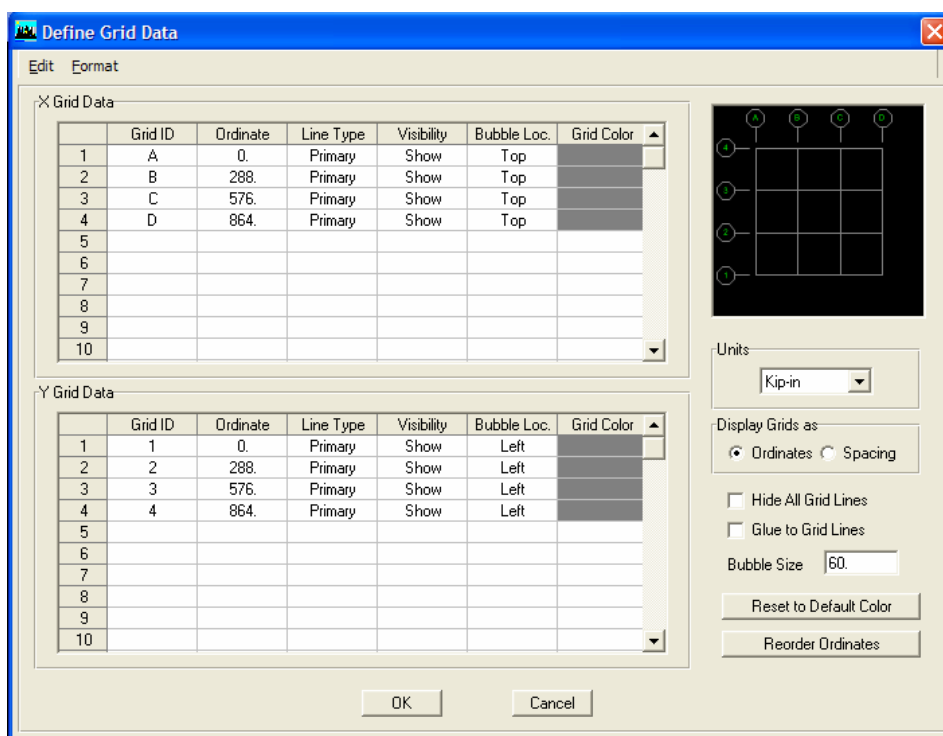 Define Grid Data
Edit Format
X Grid Data
Grid ID Ordinate Line Type Visibility Bubble Loc. Grid Color
1 A 0. Primary Show Top
2 B 288. Primary Show Top
3 C 576. Primary Show Top
4 D 864. Primary Show Top
5
6
7
8
9
10
A B C D
4
3
2
1
Units
Kip-in
Y Grid Data
Grid ID Ordinate Line Type Visibility Bubble Loc. Grid Color
1 1 0. Primary Show Left
2 2 288. Primary Show Left
3 3 576. Primary Show Left
4 4 864. Primary Show Left
5
6
7
8
9
10
Display Grids as
Ordinates Spacing
Hide All Grid Lines
Glue to Grid Lines
Bubble Size 60.
Reset to Default Color
Reorder Ordinates
OK Cancel